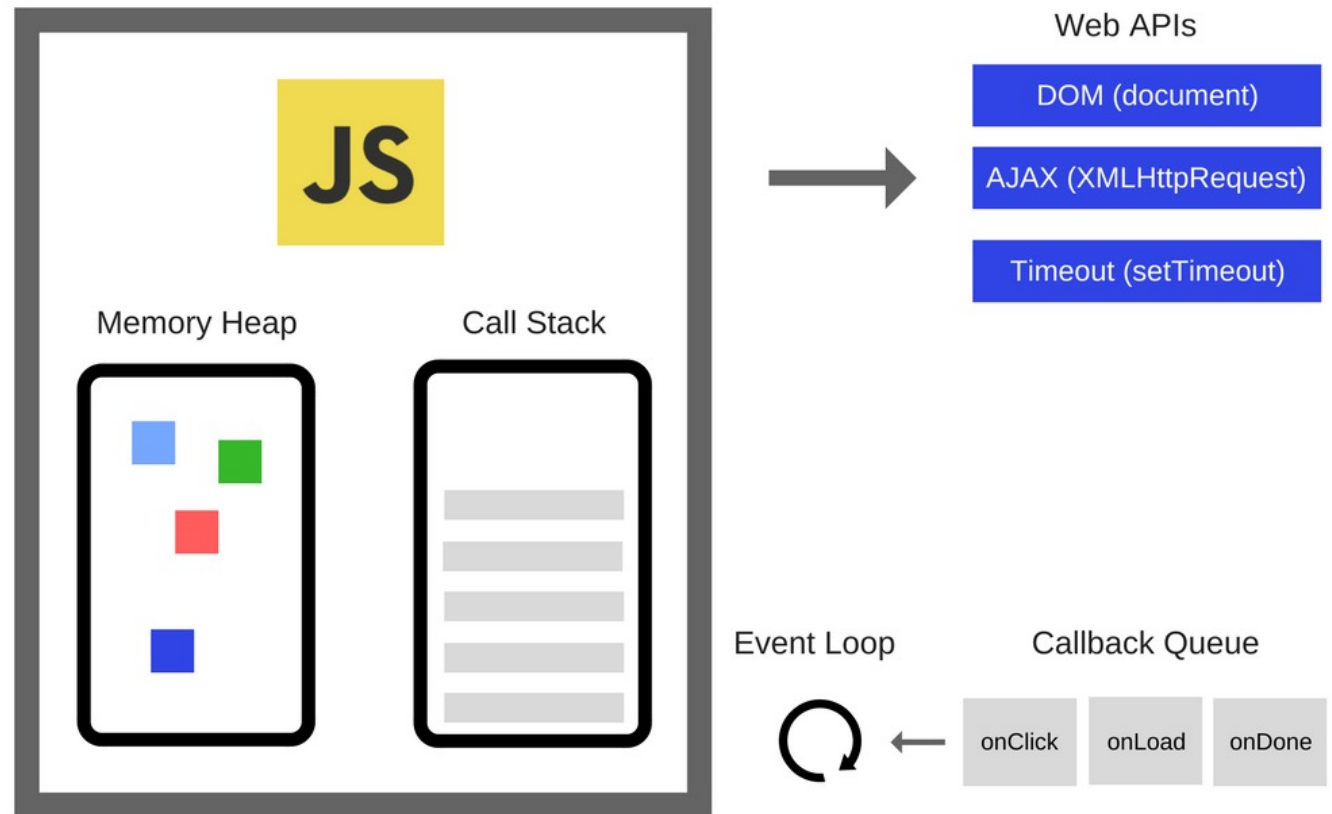 Web APIs
DOM (document)
JS
AJAX (XMLHttpRequest)
Timeout (setTimeout)
Memory Heap
Call Stack
Event Loop
Callback Queue
onClick
onLoad
onDone